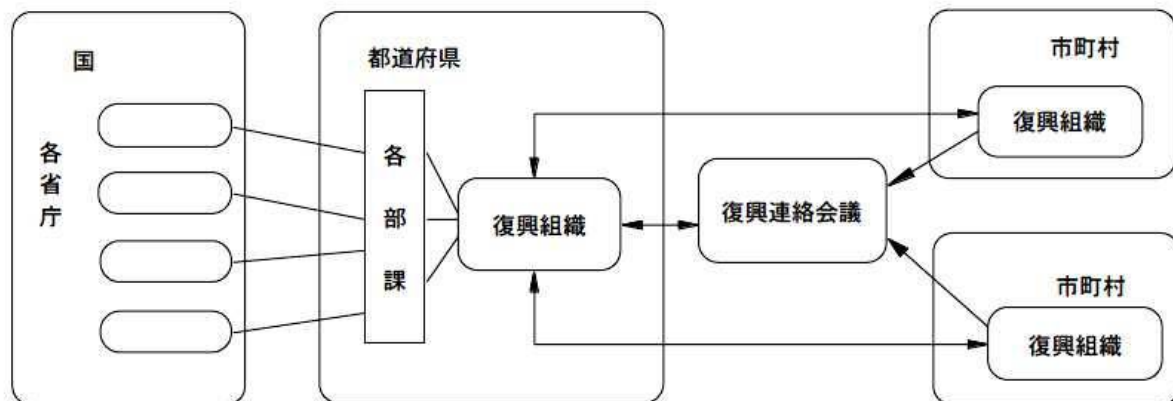 国
各省庁
都道府県
各部課
復興組織
復興連絡会議
市町村
復興組織
市町村
復興組織